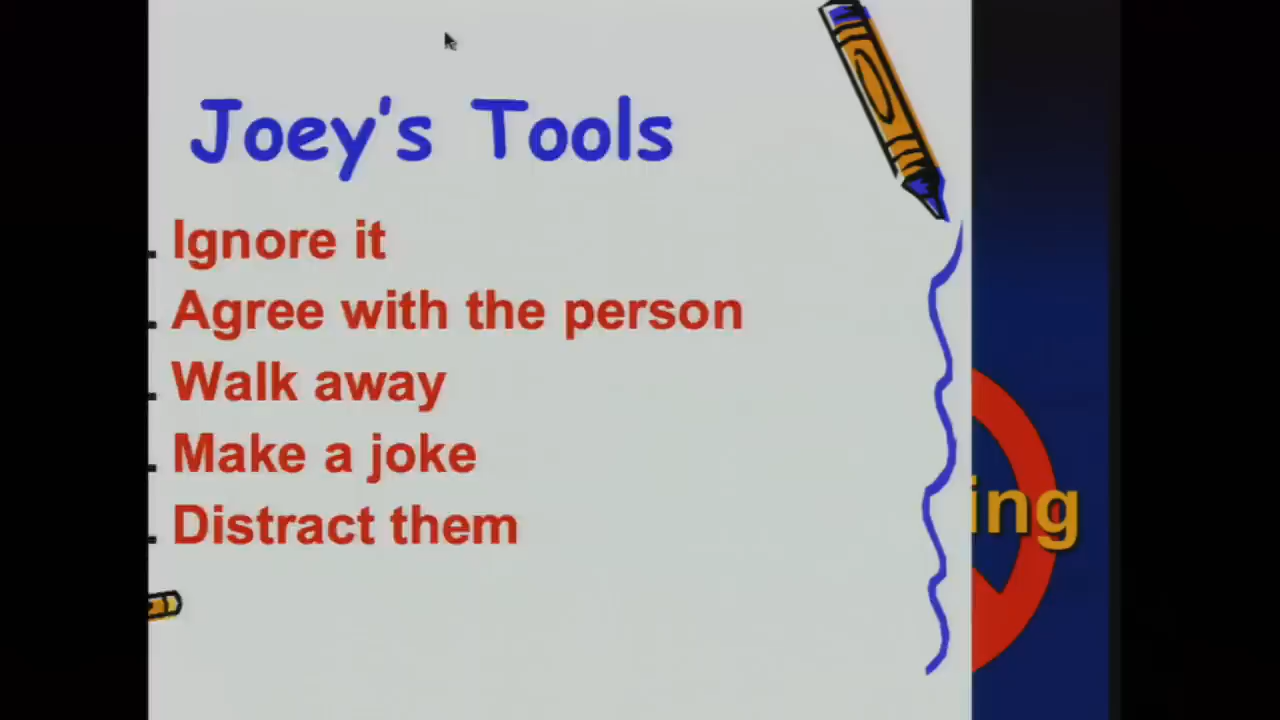 Joey's Tools
Ignore it
Agree with the person
Walk away
Make a joke
Distract them
ing